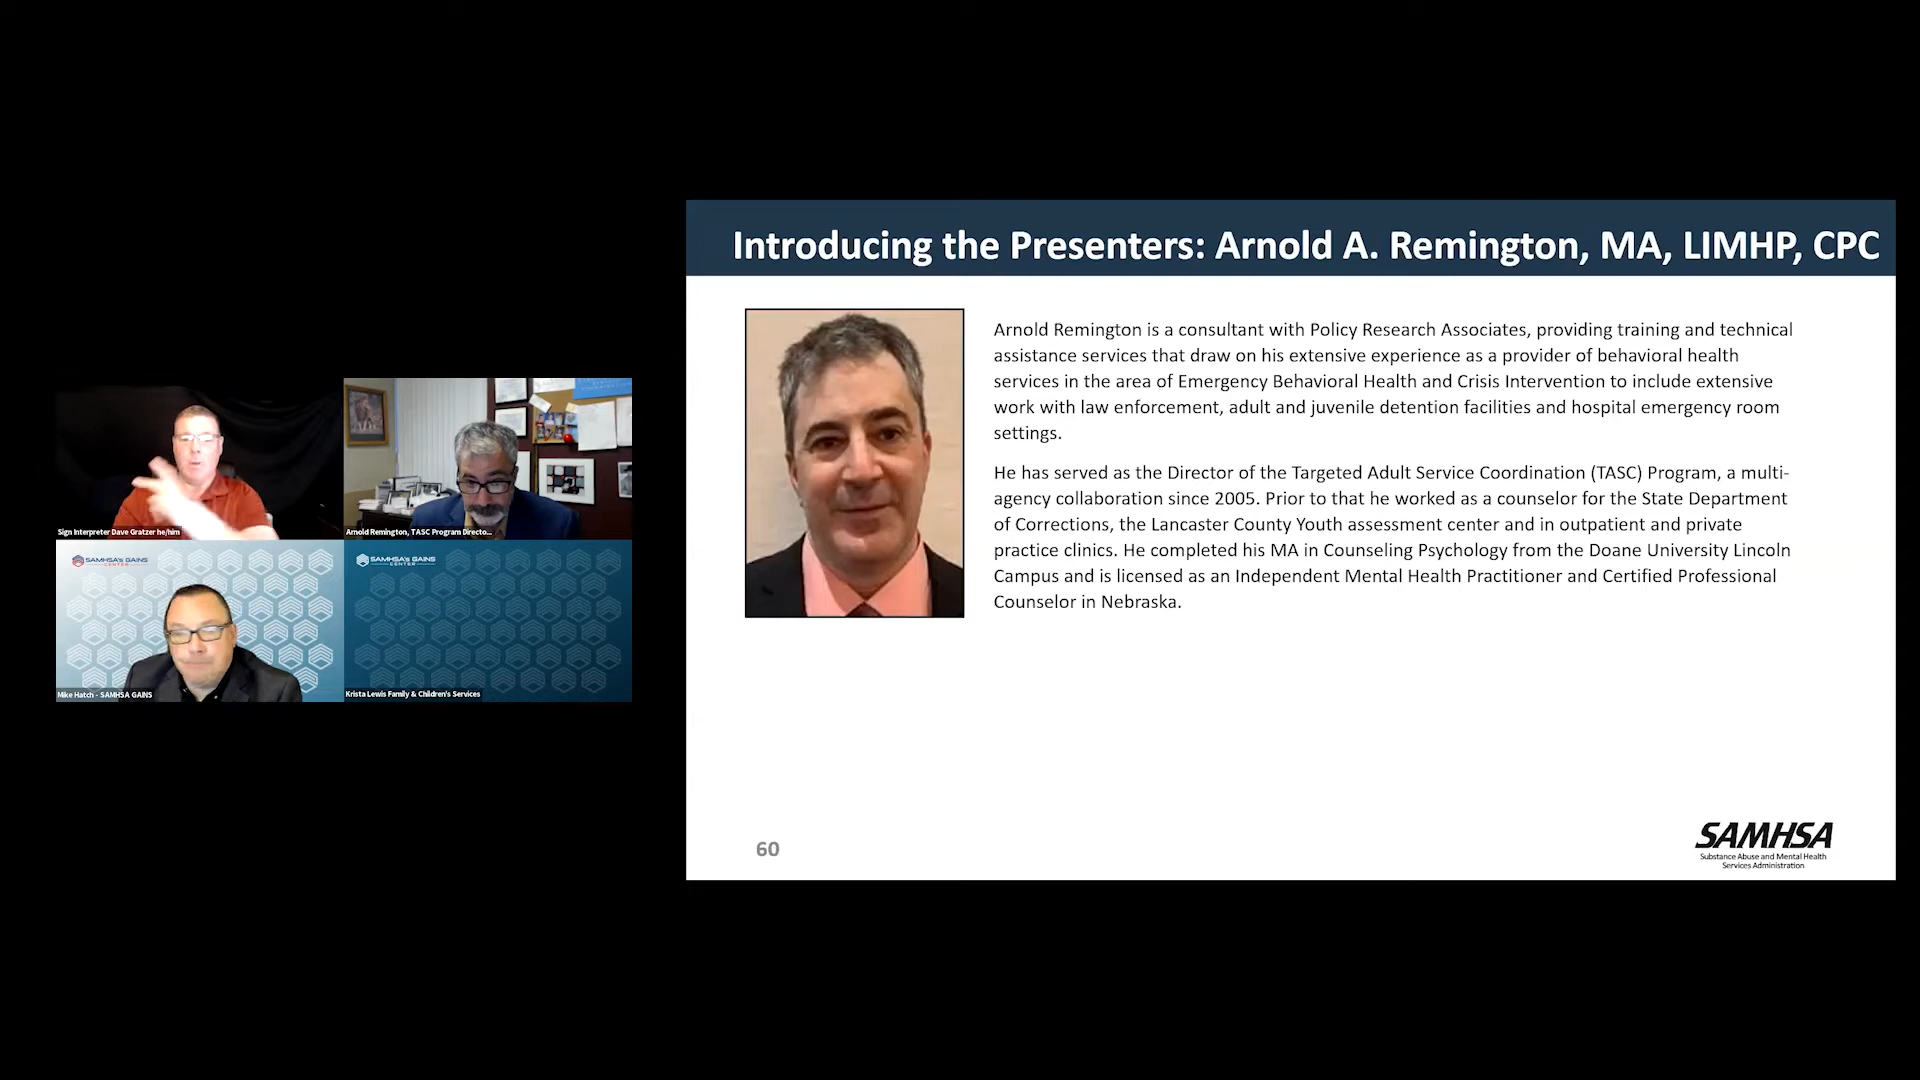 Introducing the Presenters: Arnold A. Remington, MA, LIMHP, CPC
Arnold Remington is a consultant with Policy Research Associates, providing training and technical
assistance services that draw on his extensive experience as a provider of behavioral health
services in the area of Emergency Behavioral Health and Crisis Intervention to include extensive
work with law enforcement, adult and juvenile detention facilities and hospital emergency room
settings.
He has served as the Director of the Targeted Adult Service Coordination (TASC) Program, a multi-
agency collaboration since 2005. Prior to that he worked as a counselor for the State Department
of Corrections, the Lancaster County Youth assessment center and in outpatient and private
practice clinics. He completed his MA in Counseling Psychology from the Doane University Lincoln
Campus and is licensed as an Independent Mental Health Practitioner and Certified Professional
Counselor in Nebraska.
60
SAMHSA
Substance Abuse and Mental Health
Services Administration
Sign Interpreter Dave Gratzer he/him
Arnold Remington, TASC Program Directo...
SAMHSA'S GAINS
CENTER
Mike Hatch - SAMHSA GAINS
SAMHSA'S GAINS
CENTER
Krista Lewis Family & Children's Services